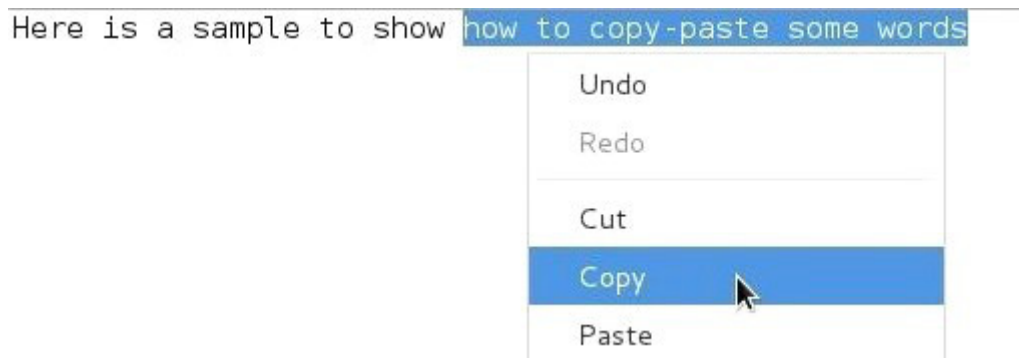 Here is a sample to show how to copy-paste some words
Undo
Redo
Cut
Copy
Paste